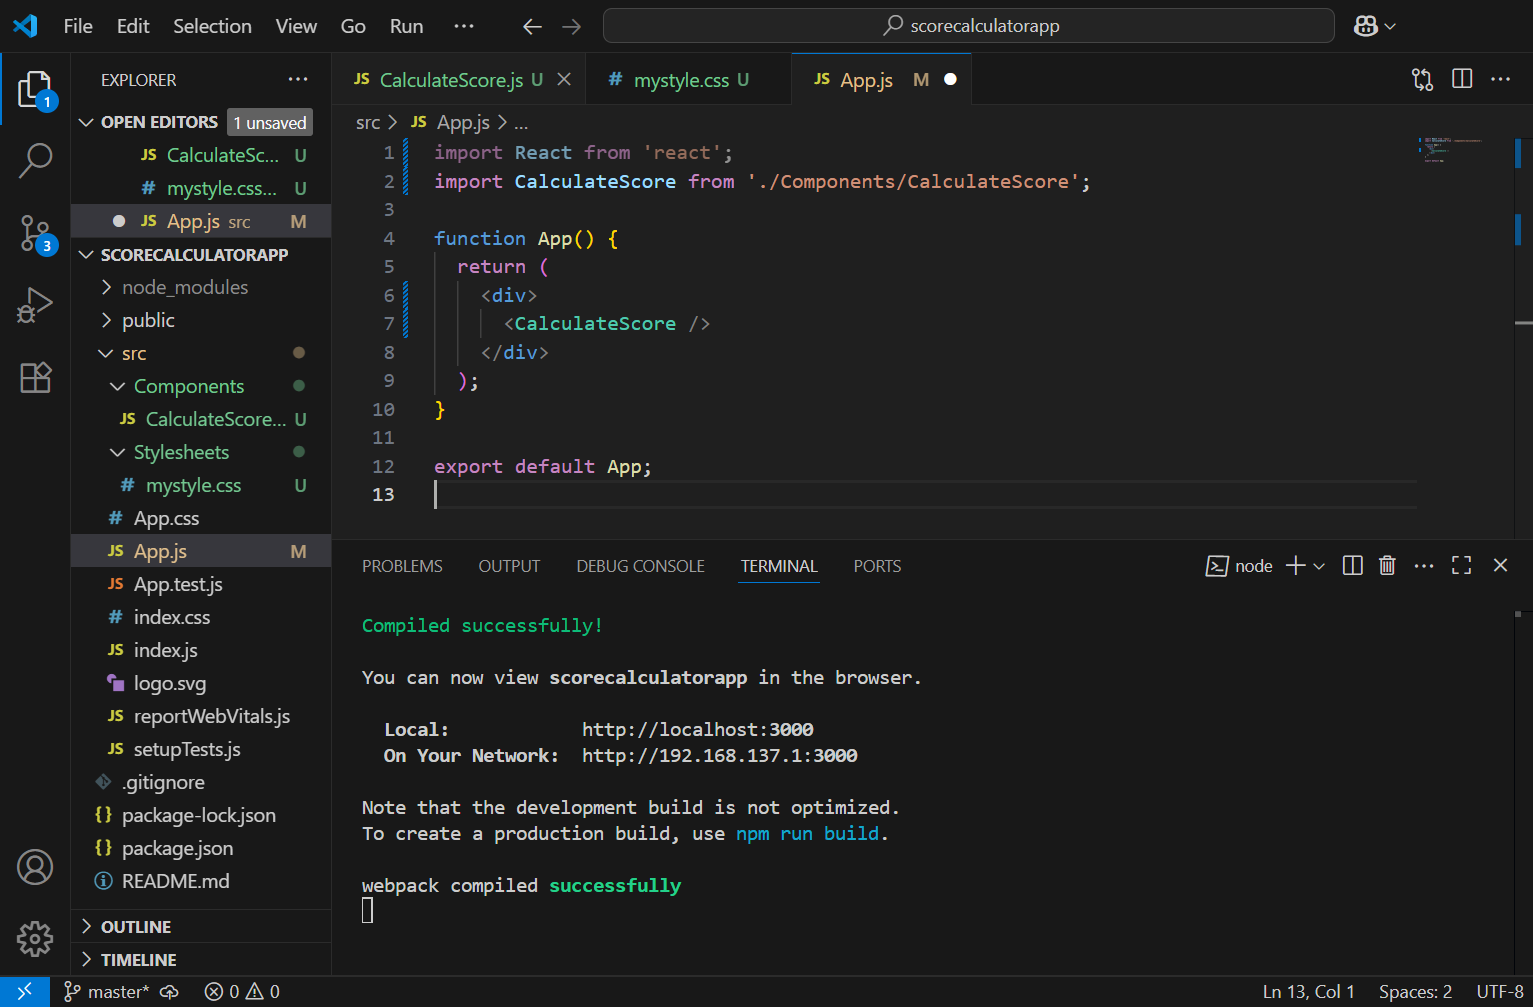 File Edit Selection View Go Run ··· scorecalculatorapp
EXPLORER ···
OPEN EDITORS 1 unsaved
JS CalculateSc... U
# mystyle.css... U
JS App.js src M
SCORECALCULATORAPP
node_modules
public
src
Components
JS CalculateScore... U
Stylesheets
# mystyle.css U
# App.css
JS App.js M
JS App.test.js
# index.css
JS index.js
logo.svg
JS reportWebVitals.js
JS setupTests.js
.gitignore
{} package-lock.json
{} package.json
README.md
OUTLINE
TIMELINE
1
3
JS CalculateScore.js U # mystyle.css U JS App.js M
src > JS App.js > ...
1 import React from 'react';
2 import CalculateScore from './Components/CalculateScore';
3
4 function App() {
5 return (
6 <div>
7 <CalculateScore />
8 </div>
9 );
10 }
11
12 export default App;
13
PROBLEMS OUTPUT DEBUG CONSOLE TERMINAL PORTS node
Compiled successfully!
You can now view scorecalculatorapp in the browser.
Local: http://localhost:3000
On Your Network: http://192.168.137.1:3000
Note that the development build is not optimized.
To create a production build, use npm run build.
webpack compiled successfully
master* 0 0 Ln 13, Col 1 Spaces: 2 UTF-8